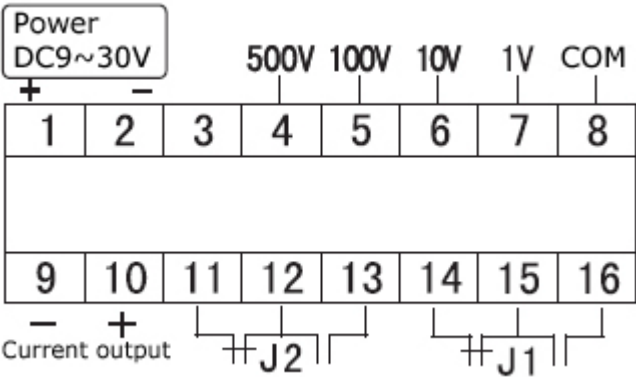 Power
DC9~30V
500V 100V 10V 1V COM
+ −
1 2 3 4 5 6 7 8
9 10 11 12 13 14 15 16
− +
Current output J2 J1